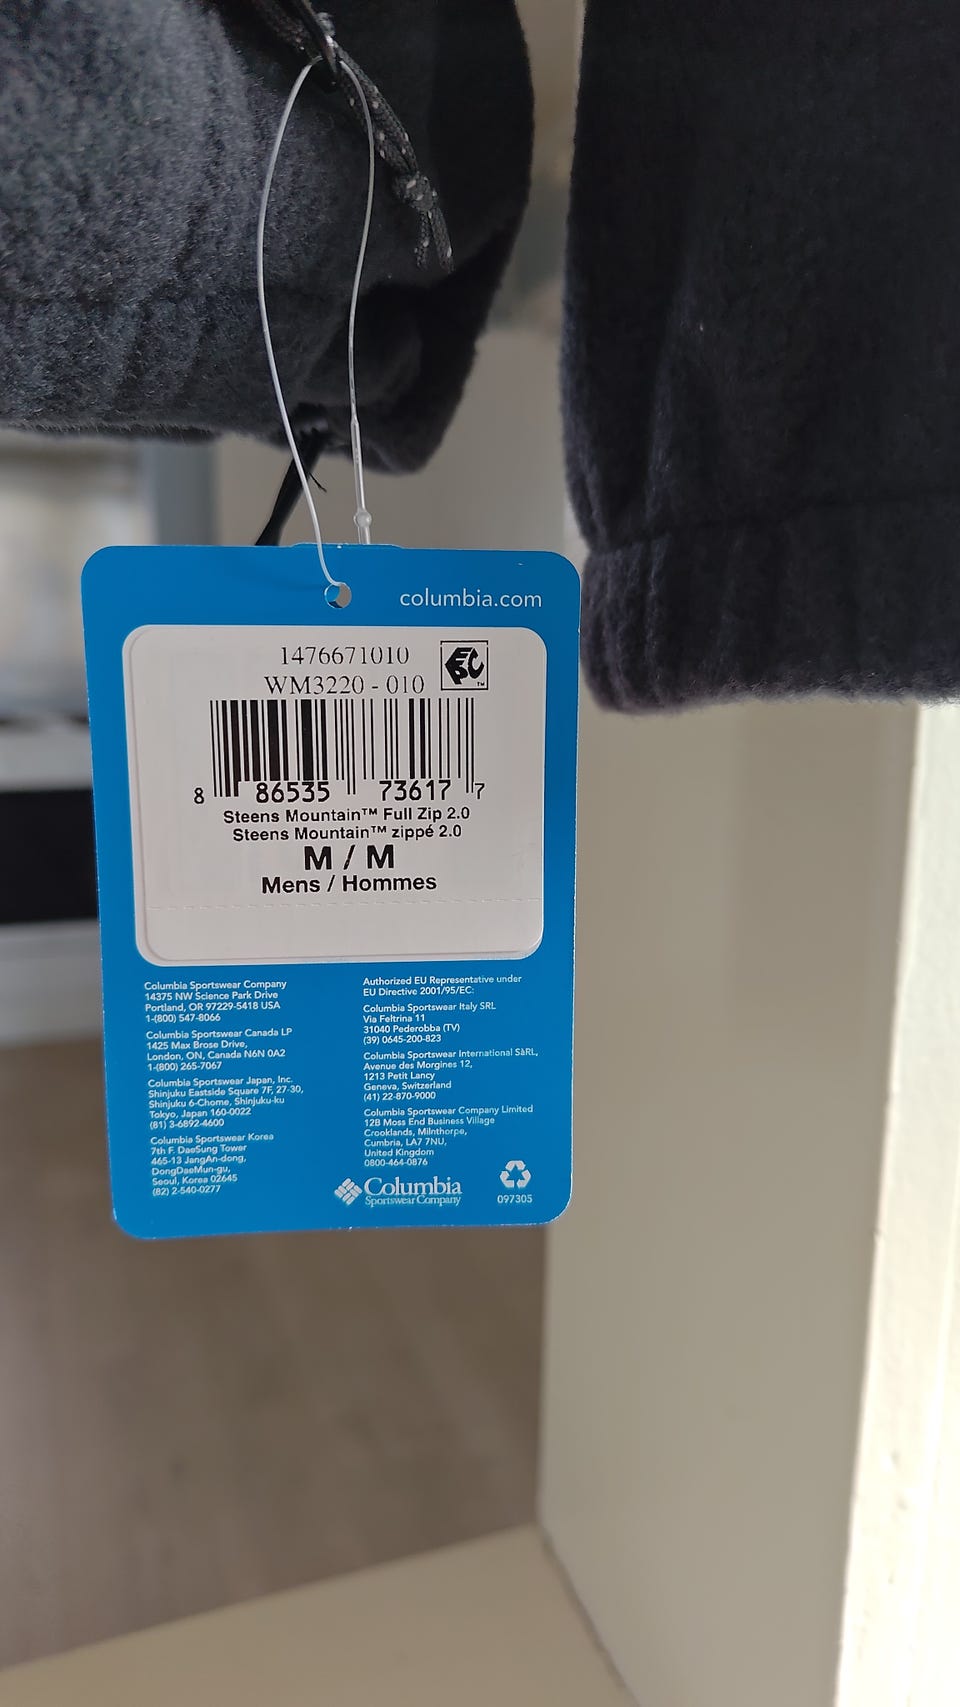 columbia.com
1476671010
WM3220 - 010
8 86535 73617 7
Steens Mountain™ Full Zip 2.0
Steens Mountain™ zippé 2.0
M / M
Mens / Hommes
Columbia Sportswear Company
14375 NW Science Park Drive
Portland, OR 97229-5418 USA
1-(800) 547-8066
Columbia Sportswear Canada LP
1425 Max Brose Drive,
London, ON, Canada N6N 0A2
1-(800) 265-7067
Columbia Sportswear Japan, Inc.
Shinjuku Eastside Square 7F, 27-30,
Shinjuku 6-Chome, Shinjuku-ku
Tokyo, Japan 160-0022
(81) 3-6892-4600
Columbia Sportswear Korea
7th F. DaeSung Tower
465-13 JangAn-dong,
DongDaeMun-gu,
Seoul, Korea 02645
(82) 2-540-0277
Authorized EU Representative under
EU Directive 2001/95/EC:
Columbia Sportswear Italy SRL
Via Feltrina 11
31040 Pederobba (TV)
(39) 0645-200-823
Columbia Sportswear International SàRL,
Avenue des Morgines 12,
1213 Petit Lancy
Geneva, Switzerland
(41) 22-870-9000
Columbia Sportswear Company Limited
12B Moss End Business Village
Crooklands, Milnthorpe,
Cumbria, LA7 7NU,
United Kingdom
0800-464-0876
Columbia
Sportswear Company
097305